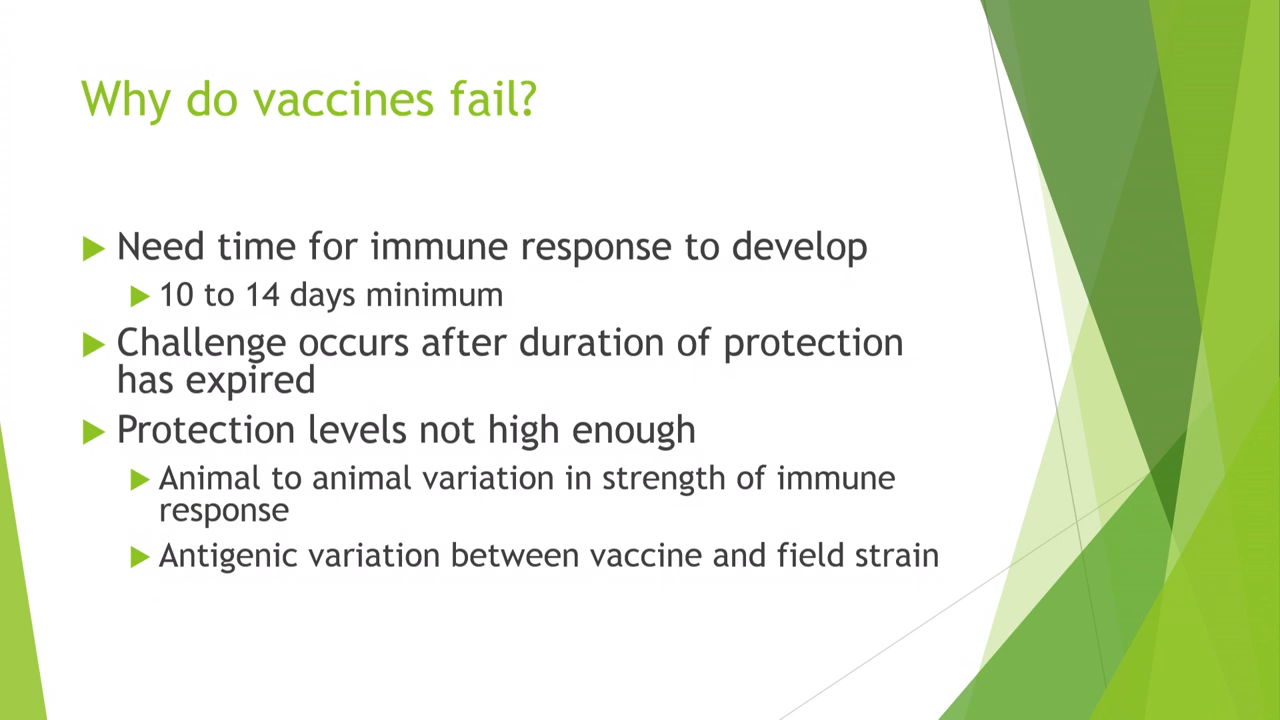 Why do vaccines fail?
Need time for immune response to develop
10 to 14 days minimum
Challenge occurs after duration of protection
has expired
Protection levels not high enough
Animal to animal variation in strength of immune
response
Antigenic variation between vaccine and field strain